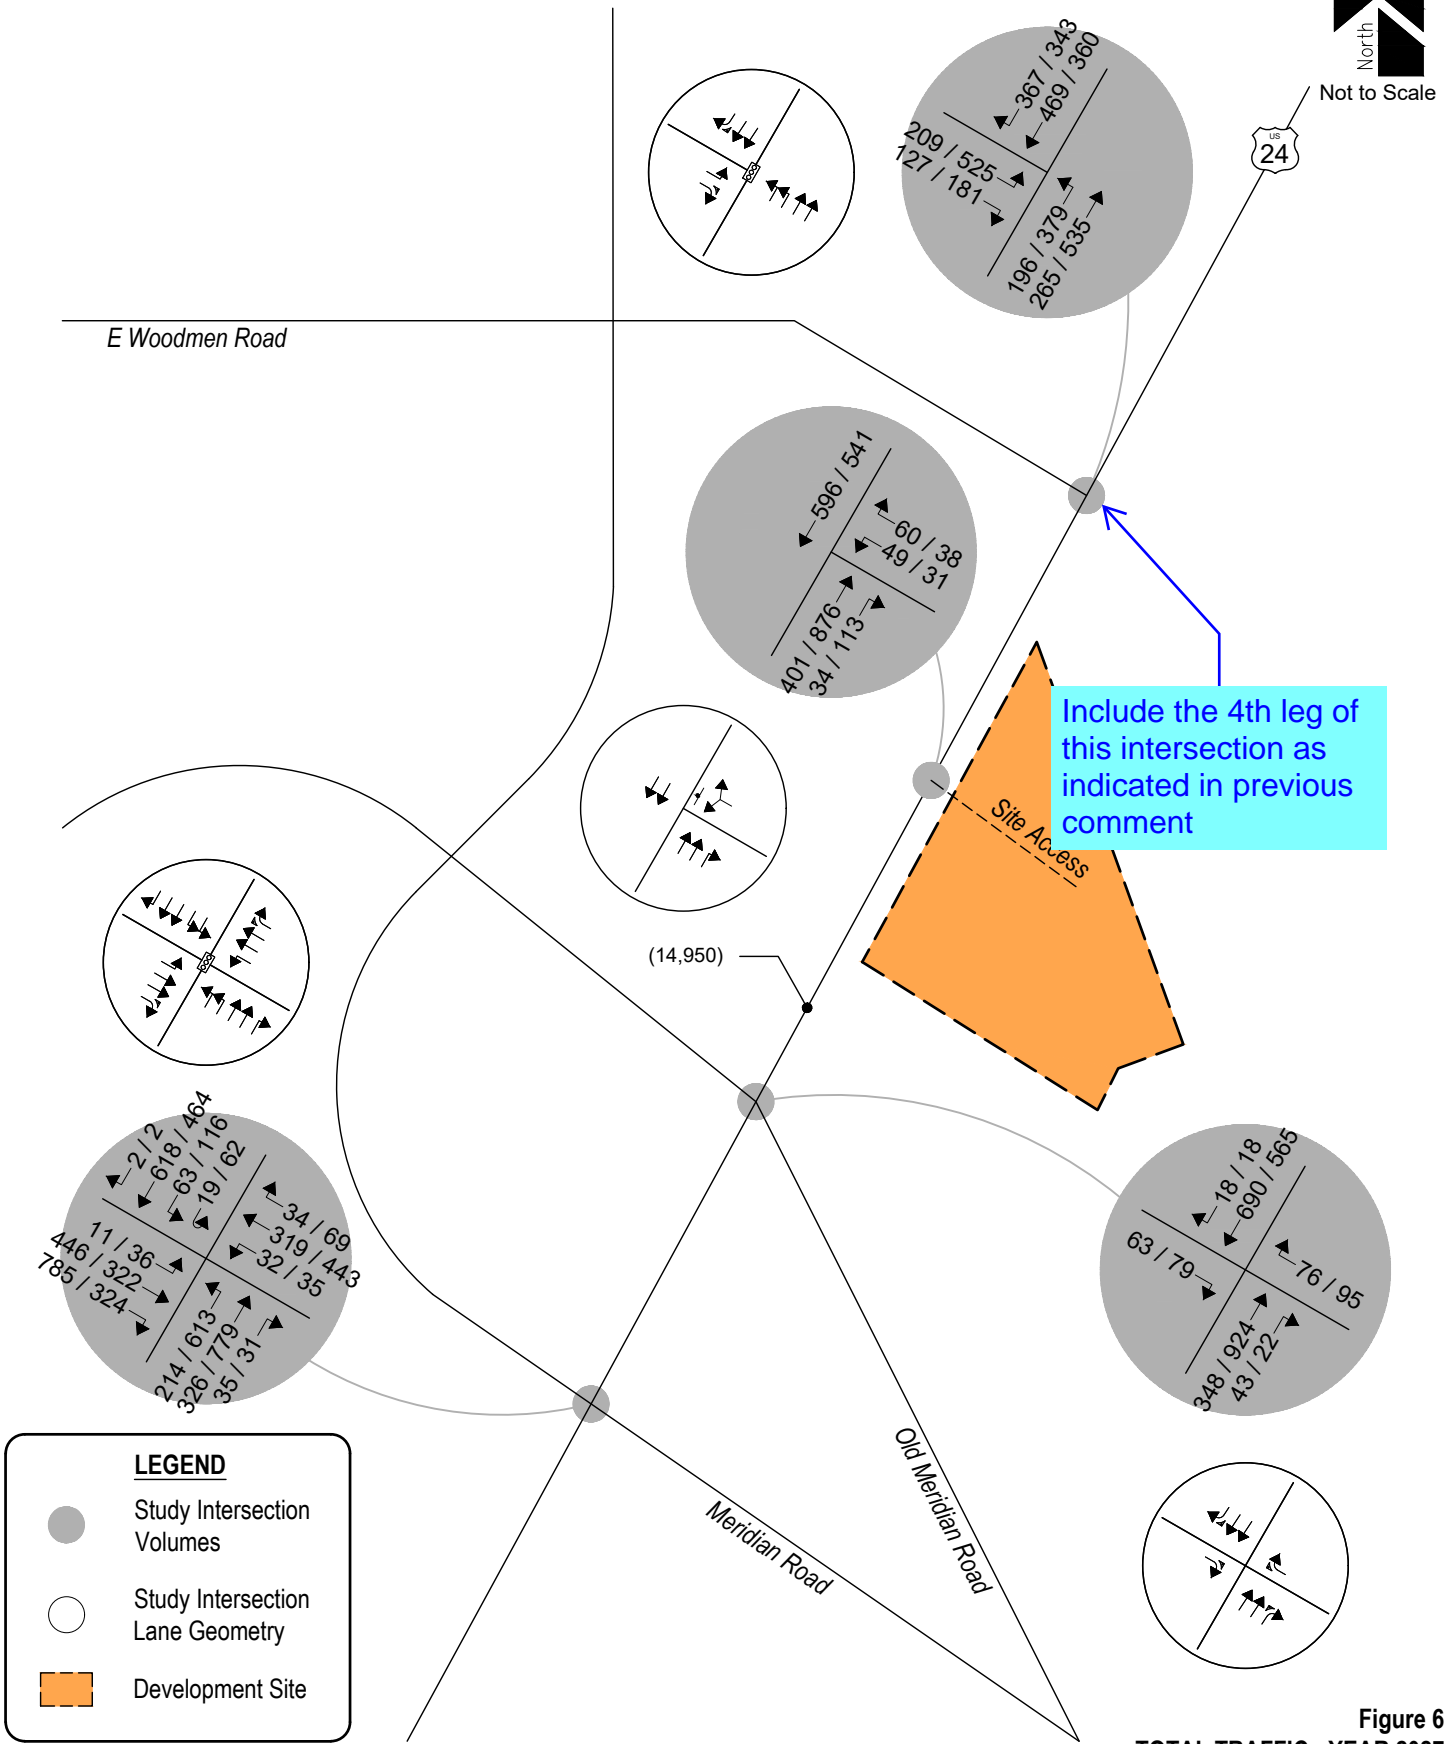 North
Not to Scale
US
24
367 / 343
469 / 360
209 / 525
127 / 181
196 / 379
265 / 535
E Woodmen Road
596 / 541
60 / 38
49 / 31
401 / 876
34 / 113
Include the 4th leg of
this intersection as
indicated in previous
comment
Site Access
(14,950)
2 / 2
618 / 464
63 / 116
19 / 62
34 / 69
319 / 443
32 / 35
11 / 36
446 / 322
785 / 324
214 / 613
326 / 779
35 / 31
18 / 18
690 / 565
63 / 79
76 / 95
348 / 924
43 / 22
Old Meridian Road
Meridian Road
LEGEND
Study Intersection
Volumes
Study Intersection
Lane Geometry
Development Site
Figure 6